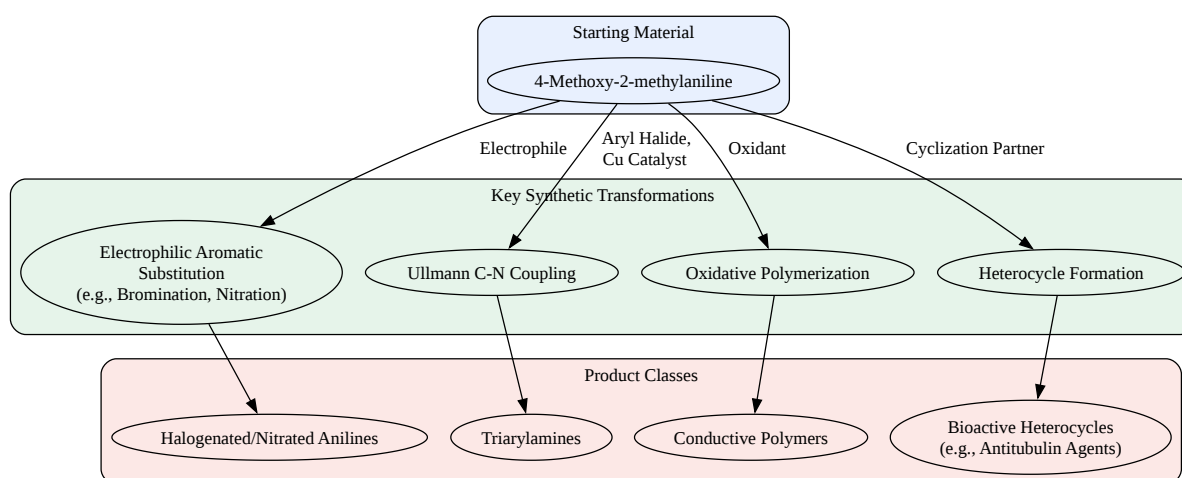 Starting Material
4-Methoxy-2-methylaniline
Electrophile
Aryl Halide,
Cu Catalyst
Oxidant
Cyclization Partner
Key Synthetic Transformations
Electrophilic Aromatic
Substitution
(e.g., Bromination, Nitration)
Ullmann C-N Coupling
Oxidative Polymerization
Heterocycle Formation
Product Classes
Halogenated/Nitrated Anilines
Triarylamines
Conductive Polymers
Bioactive Heterocycles
(e.g., Antitubulin Agents)